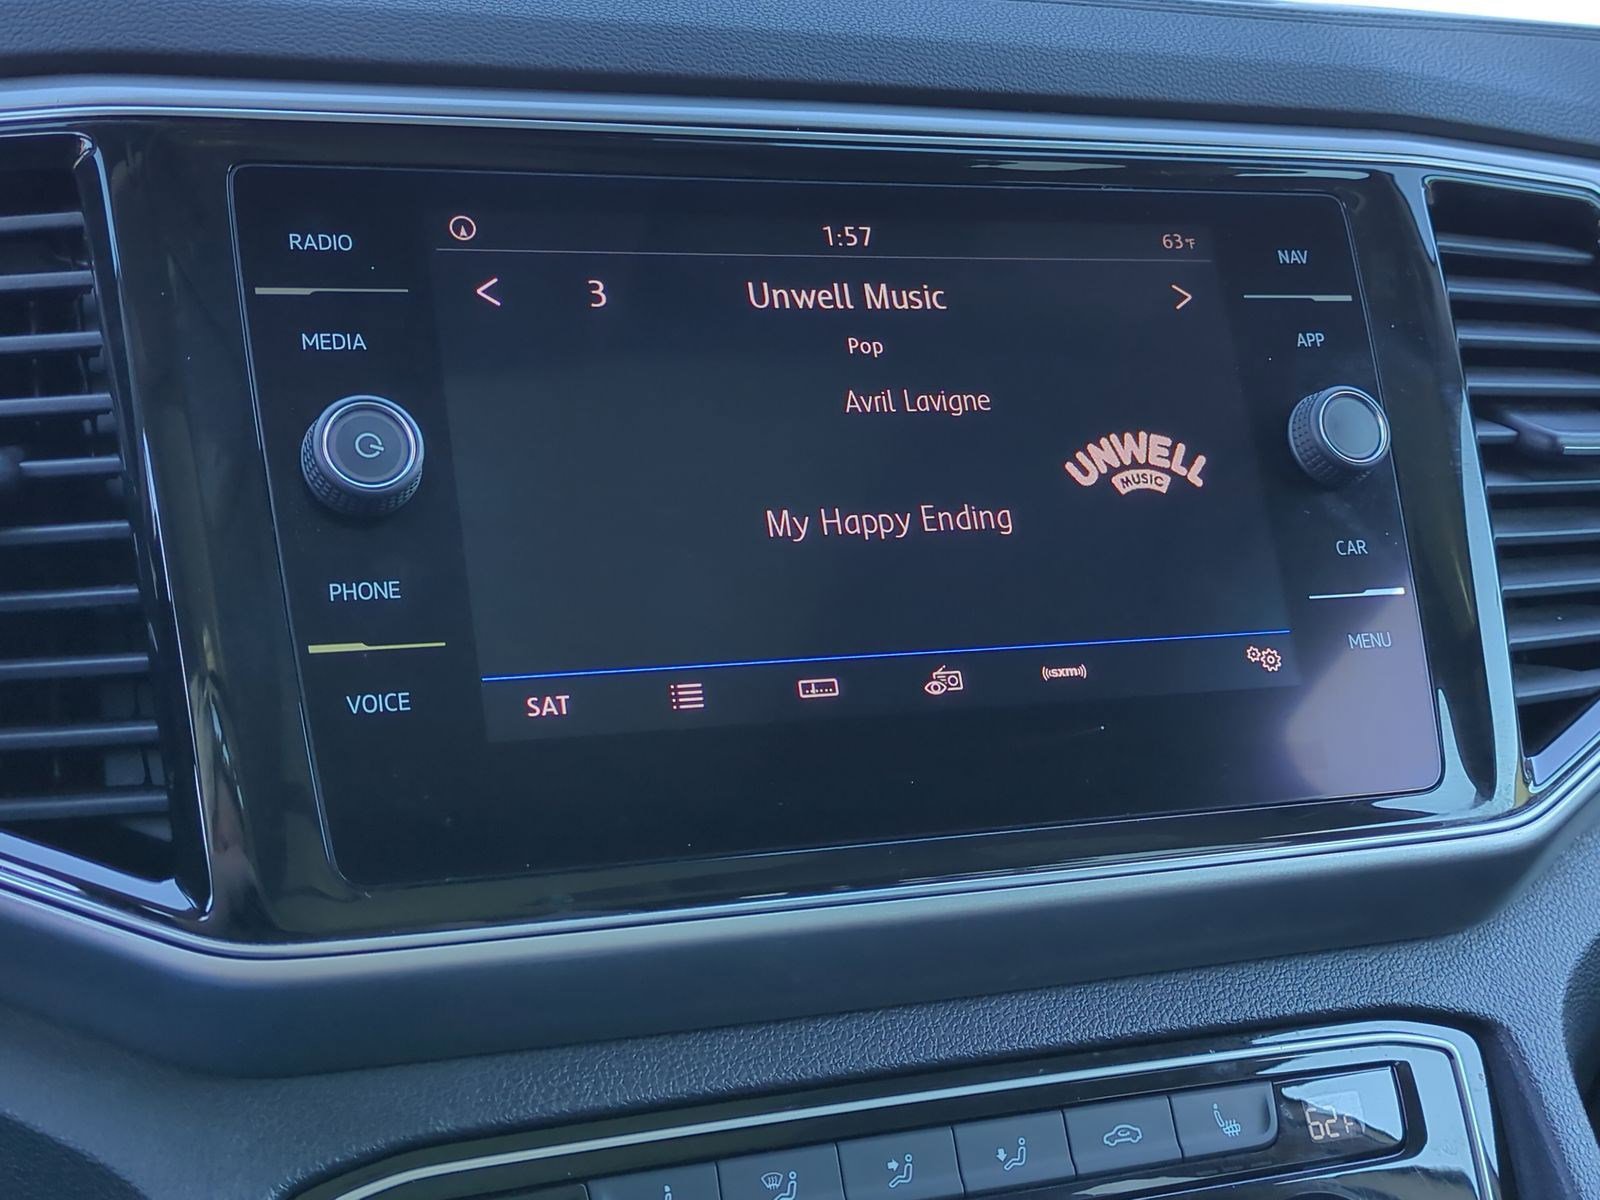 RADIO
MEDIA
PHONE
VOICE
1:57
63°F
< 3 Unwell Music >
Pop
Avril Lavigne
UNWELL
MUSIC
My Happy Ending
SAT
((sxm))
NAV
APP
CAR
MENU
62°F